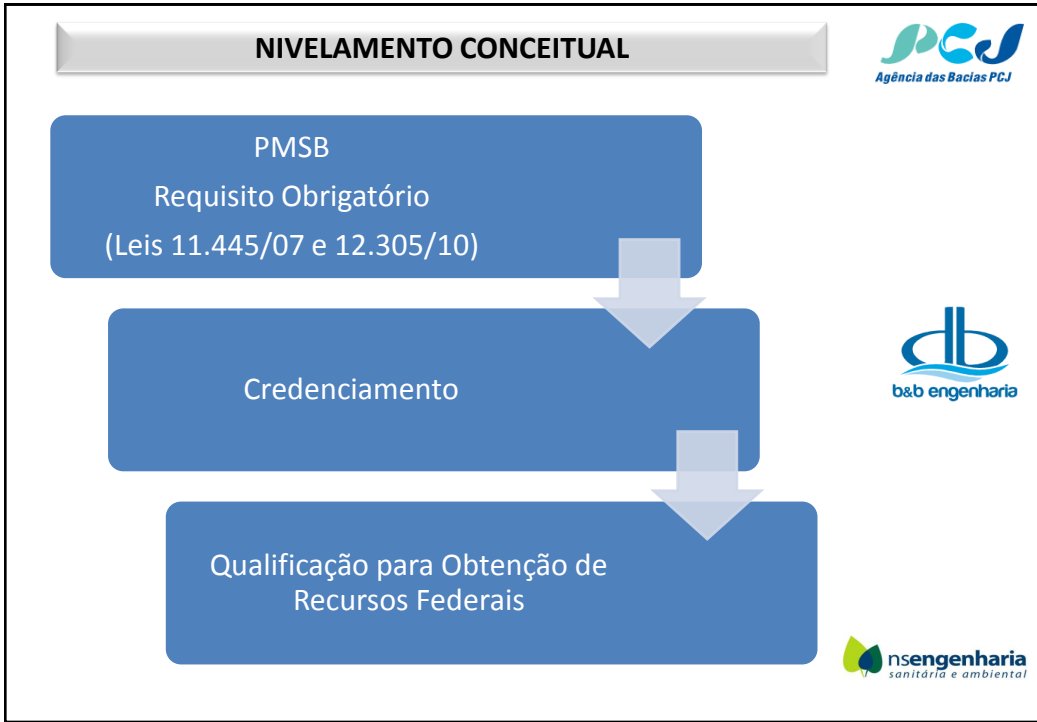 NIVELAMENTO CONCEITUAL
PCJ
Agência das Bacias PCJ
PMSB
Requisito Obrigatório
(Leis 11.445/07 e 12.305/10)
Credenciamento
b&b engenharia
Qualificação para Obtenção de
Recursos Federais
nsengenharia
sanitária e ambiental